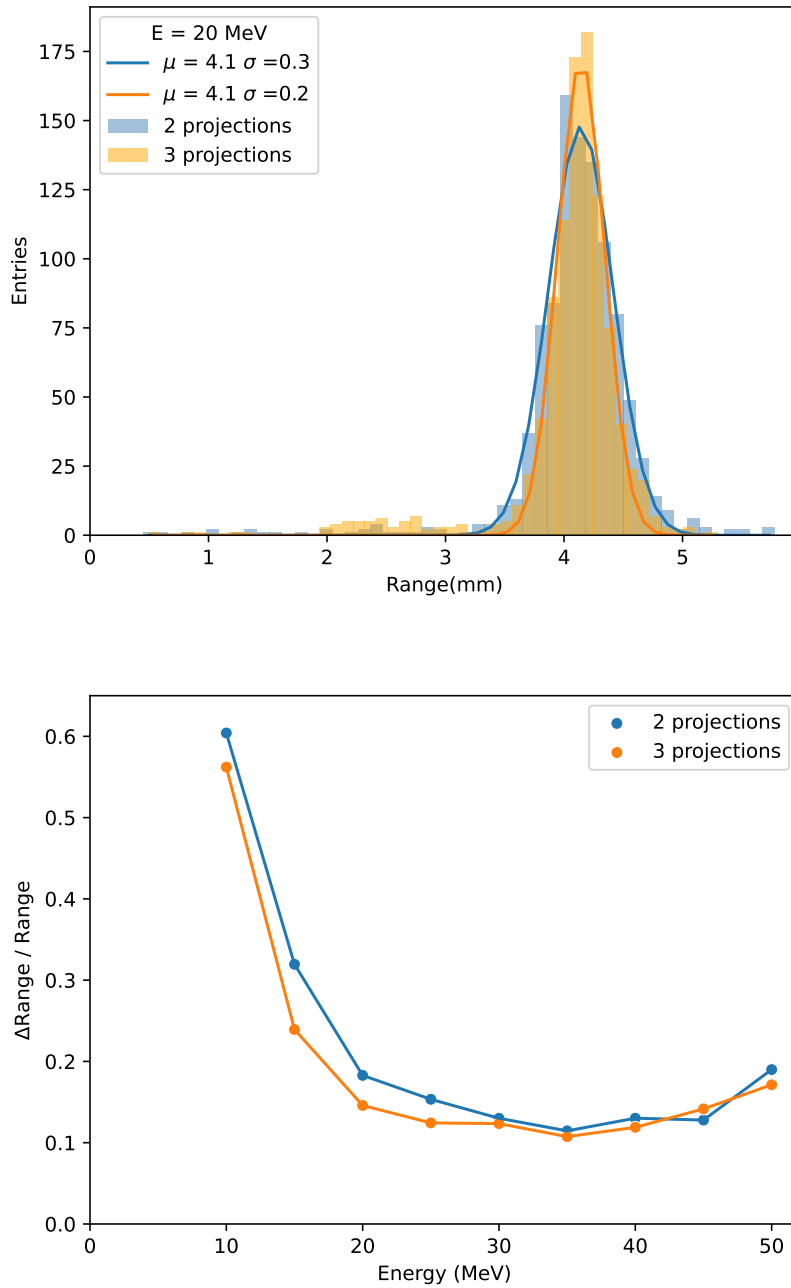 E = 20 MeV
μ = 4.1 σ =0.3
μ = 4.1 σ =0.2
2 projections
3 projections
175
150
125
100
75
50
25
0
Entries
0 1 2 3 4 5
Range(mm)
2 projections
3 projections
0.6
0.5
0.4
0.3
0.2
0.1
0.0
ΔRange / Range
0 10 20 30 40 50
Energy (MeV)